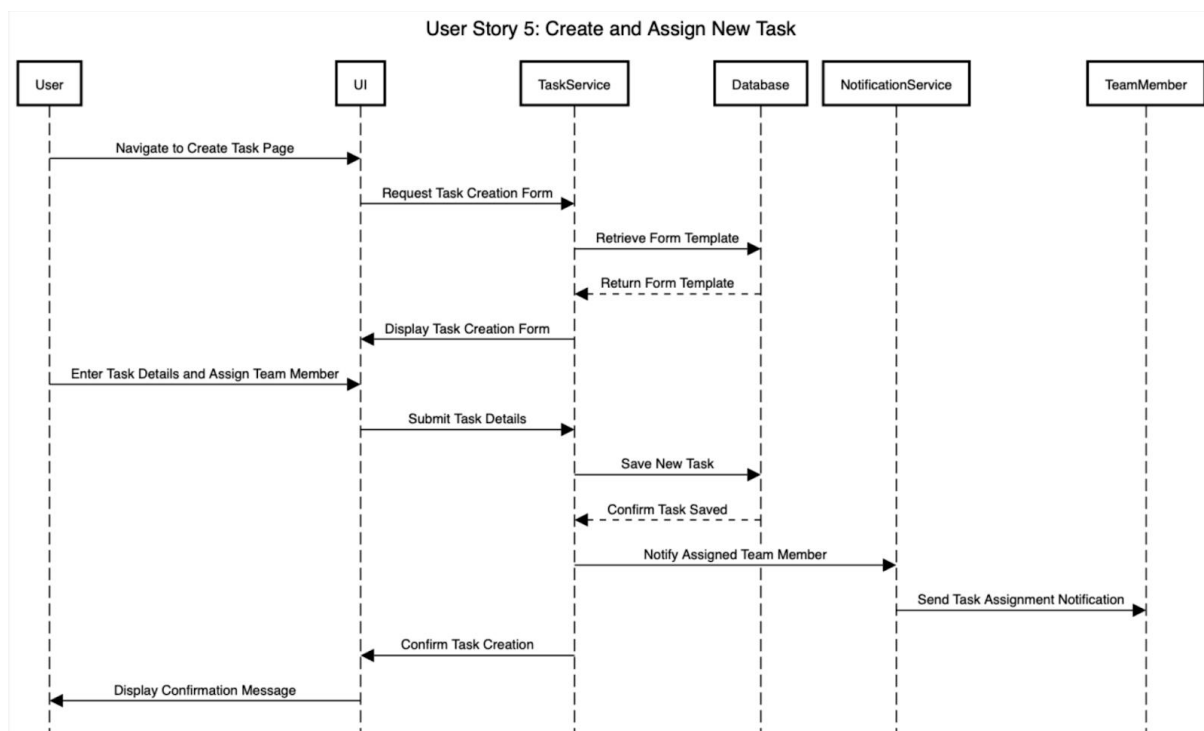 User Story 5: Create and Assign New Task
User
UI
TaskService
Database
NotificationService
TeamMember
Navigate to Create Task Page
Request Task Creation Form
Retrieve Form Template
Return Form Template
Display Task Creation Form
Enter Task Details and Assign Team Member
Submit Task Details
Save New Task
Confirm Task Saved
Notify Assigned Team Member
Send Task Assignment Notification
Confirm Task Creation
Display Confirmation Message